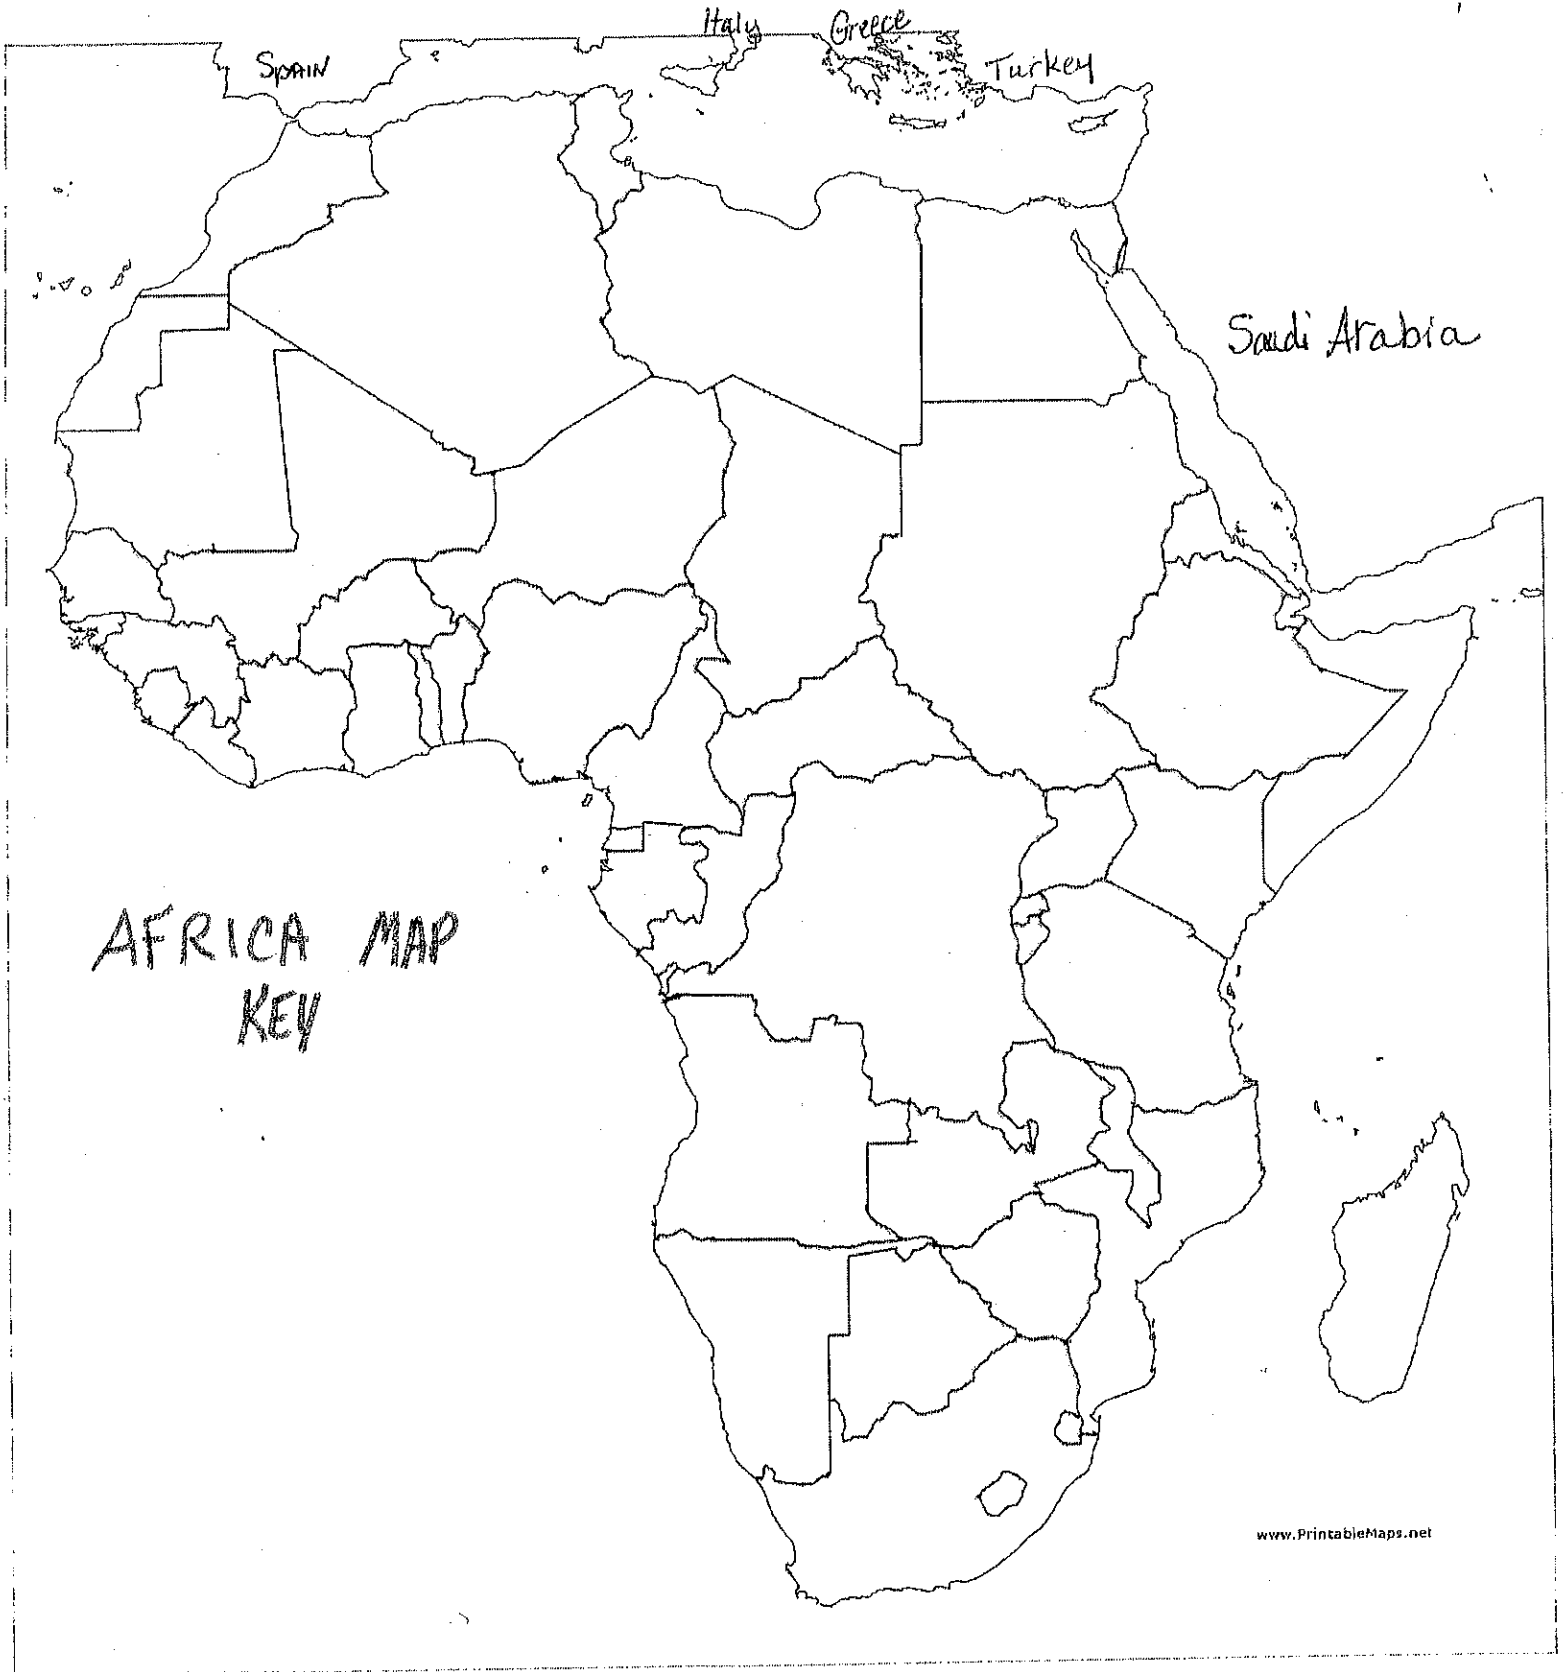 Italy
Greece
SPAIN
Turkey
Saudi Arabia
AFRICA MAP
KEY
www.PrintableMaps.net